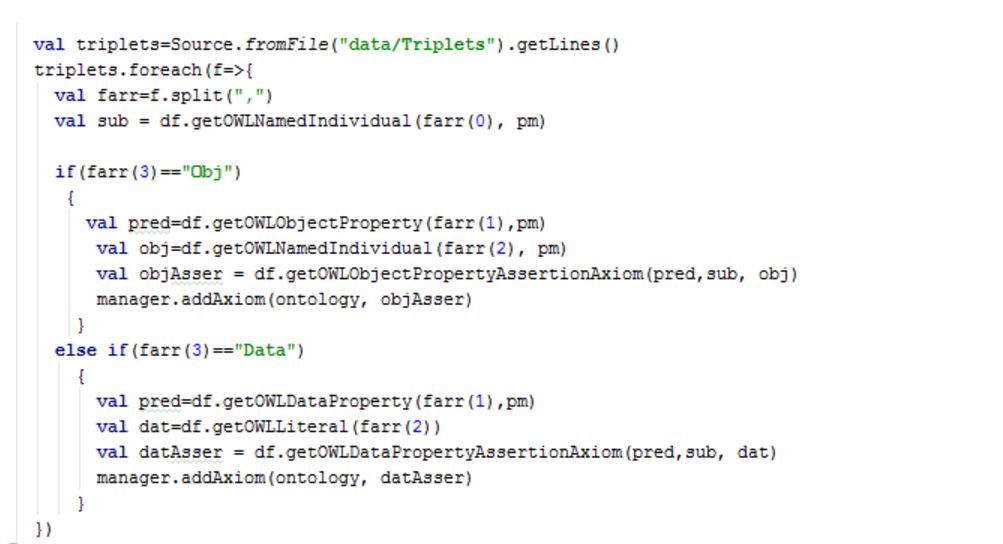 val triplets=Source.fromFile("data/Triplets").getLines()
triplets.foreach(f=>{
val farr=f.split(",")
val sub = df.getOWLNamedIndividual(farr(0), pm)
if(farr(3)=="Obj")
{
val pred=df.getOWLObjectProperty(farr(1),pm)
val obj=df.getOWLNamedIndividual(farr(2), pm)
val objAsser = df.getOWLObjectPropertyAssertionAxiom(pred,sub, obj)
manager.addAxiom(ontology, objAsser)
}
else if(farr(3)=="Data")
{
val pred=df.getOWLDataProperty(farr(1),pm)
val dat=df.getOWLLiteral(farr(2))
val datAsser = df.getOWLDataPropertyAssertionAxiom(pred,sub, dat)
manager.addAxiom(ontology, datAsser)
}
})